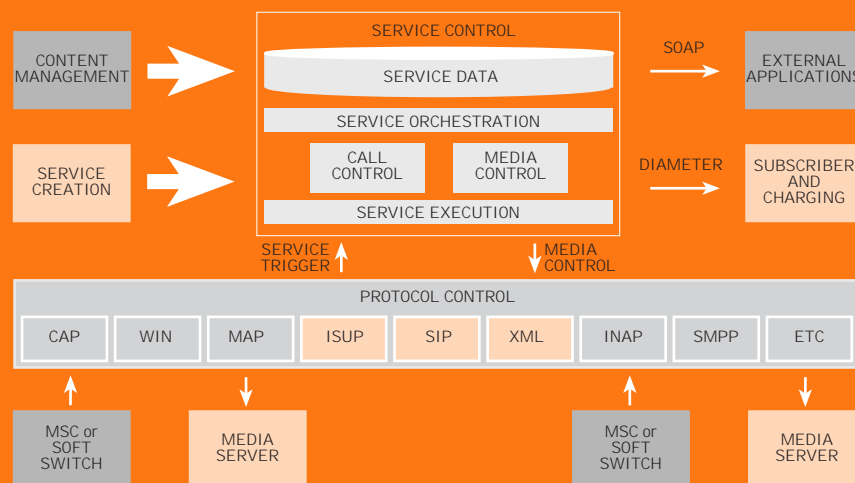 SERVICE CONTROL
CONTENT
MANAGEMENT
SERVICE DATA
SOAP
EXTERNAL
APPLICATIONS
SERVICE ORCHESTRATION
SERVICE
CREATION
CALL
CONTROL
MEDIA
CONTROL
DIAMETER
SUBSCRIBER
AND
CHARGING
SERVICE EXECUTION
SERVICE
TRIGGER
MEDIA
CONTROL
PROTOCOL CONTROL
CAP
WIN
MAP
ISUP
SIP
XML
INAP
SMPP
ETC
MSC or
SOFT
SWITCH
MEDIA
SERVER
MSC or
SOFT
SWITCH
MEDIA
SERVER